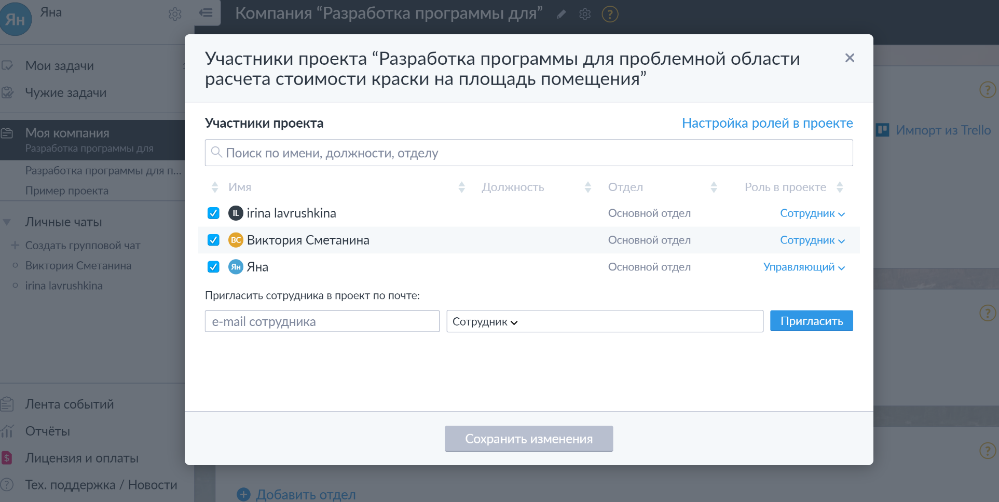 Ян
Яна
Компания “Разработка программы для”
?
Мои задачи
Чужие задачи
Моя компания
Разработка программы для
Разработка программы для п...
Пример проекта
Личные чаты
Создать групповой чат
Виктория Сметанина
irina lavrushkina
Лента событий
Отчёты
$ Лицензия и оплаты
? Тех. поддержка / Новости
Участники проекта “Разработка программы для проблемной области
расчета стоимости краски на площадь помещения”
Участники проекта
Настройка ролей в проекте
Поиск по имени, должности, отделу
Имя Должность Отдел Роль в проекте
IL irina lavrushkina Основной отдел Сотрудник
ВС Виктория Сметанина Основной отдел Сотрудник
Ян Яна Основной отдел Управляющий
Пригласить сотрудника в проект по почте:
e-mail сотрудника Сотрудник Пригласить
Сохранить изменения
?
Импорт из Trello
?
?
Добавить отдел